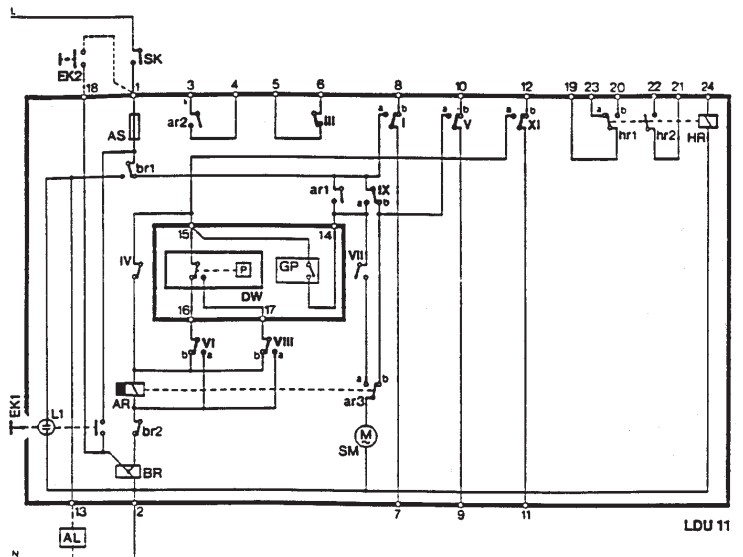 L
EK2
SK
18
1
3
4
5
6
8
10
12
19
23
20
22
21
24
AS
ar2
III
a
b
I
a
b
V
a
b
XI
a
b
hr1
hr2
HR
br1
ar1
IX
a
b
15
14
IV
P
GP
VII
DW
16
17
VI
VIII
b
a
b
a
AR
a
b
ar3
EK1
L1
br2
M
SM
BR
13
2
7
9
11
LDU 11
AL
N